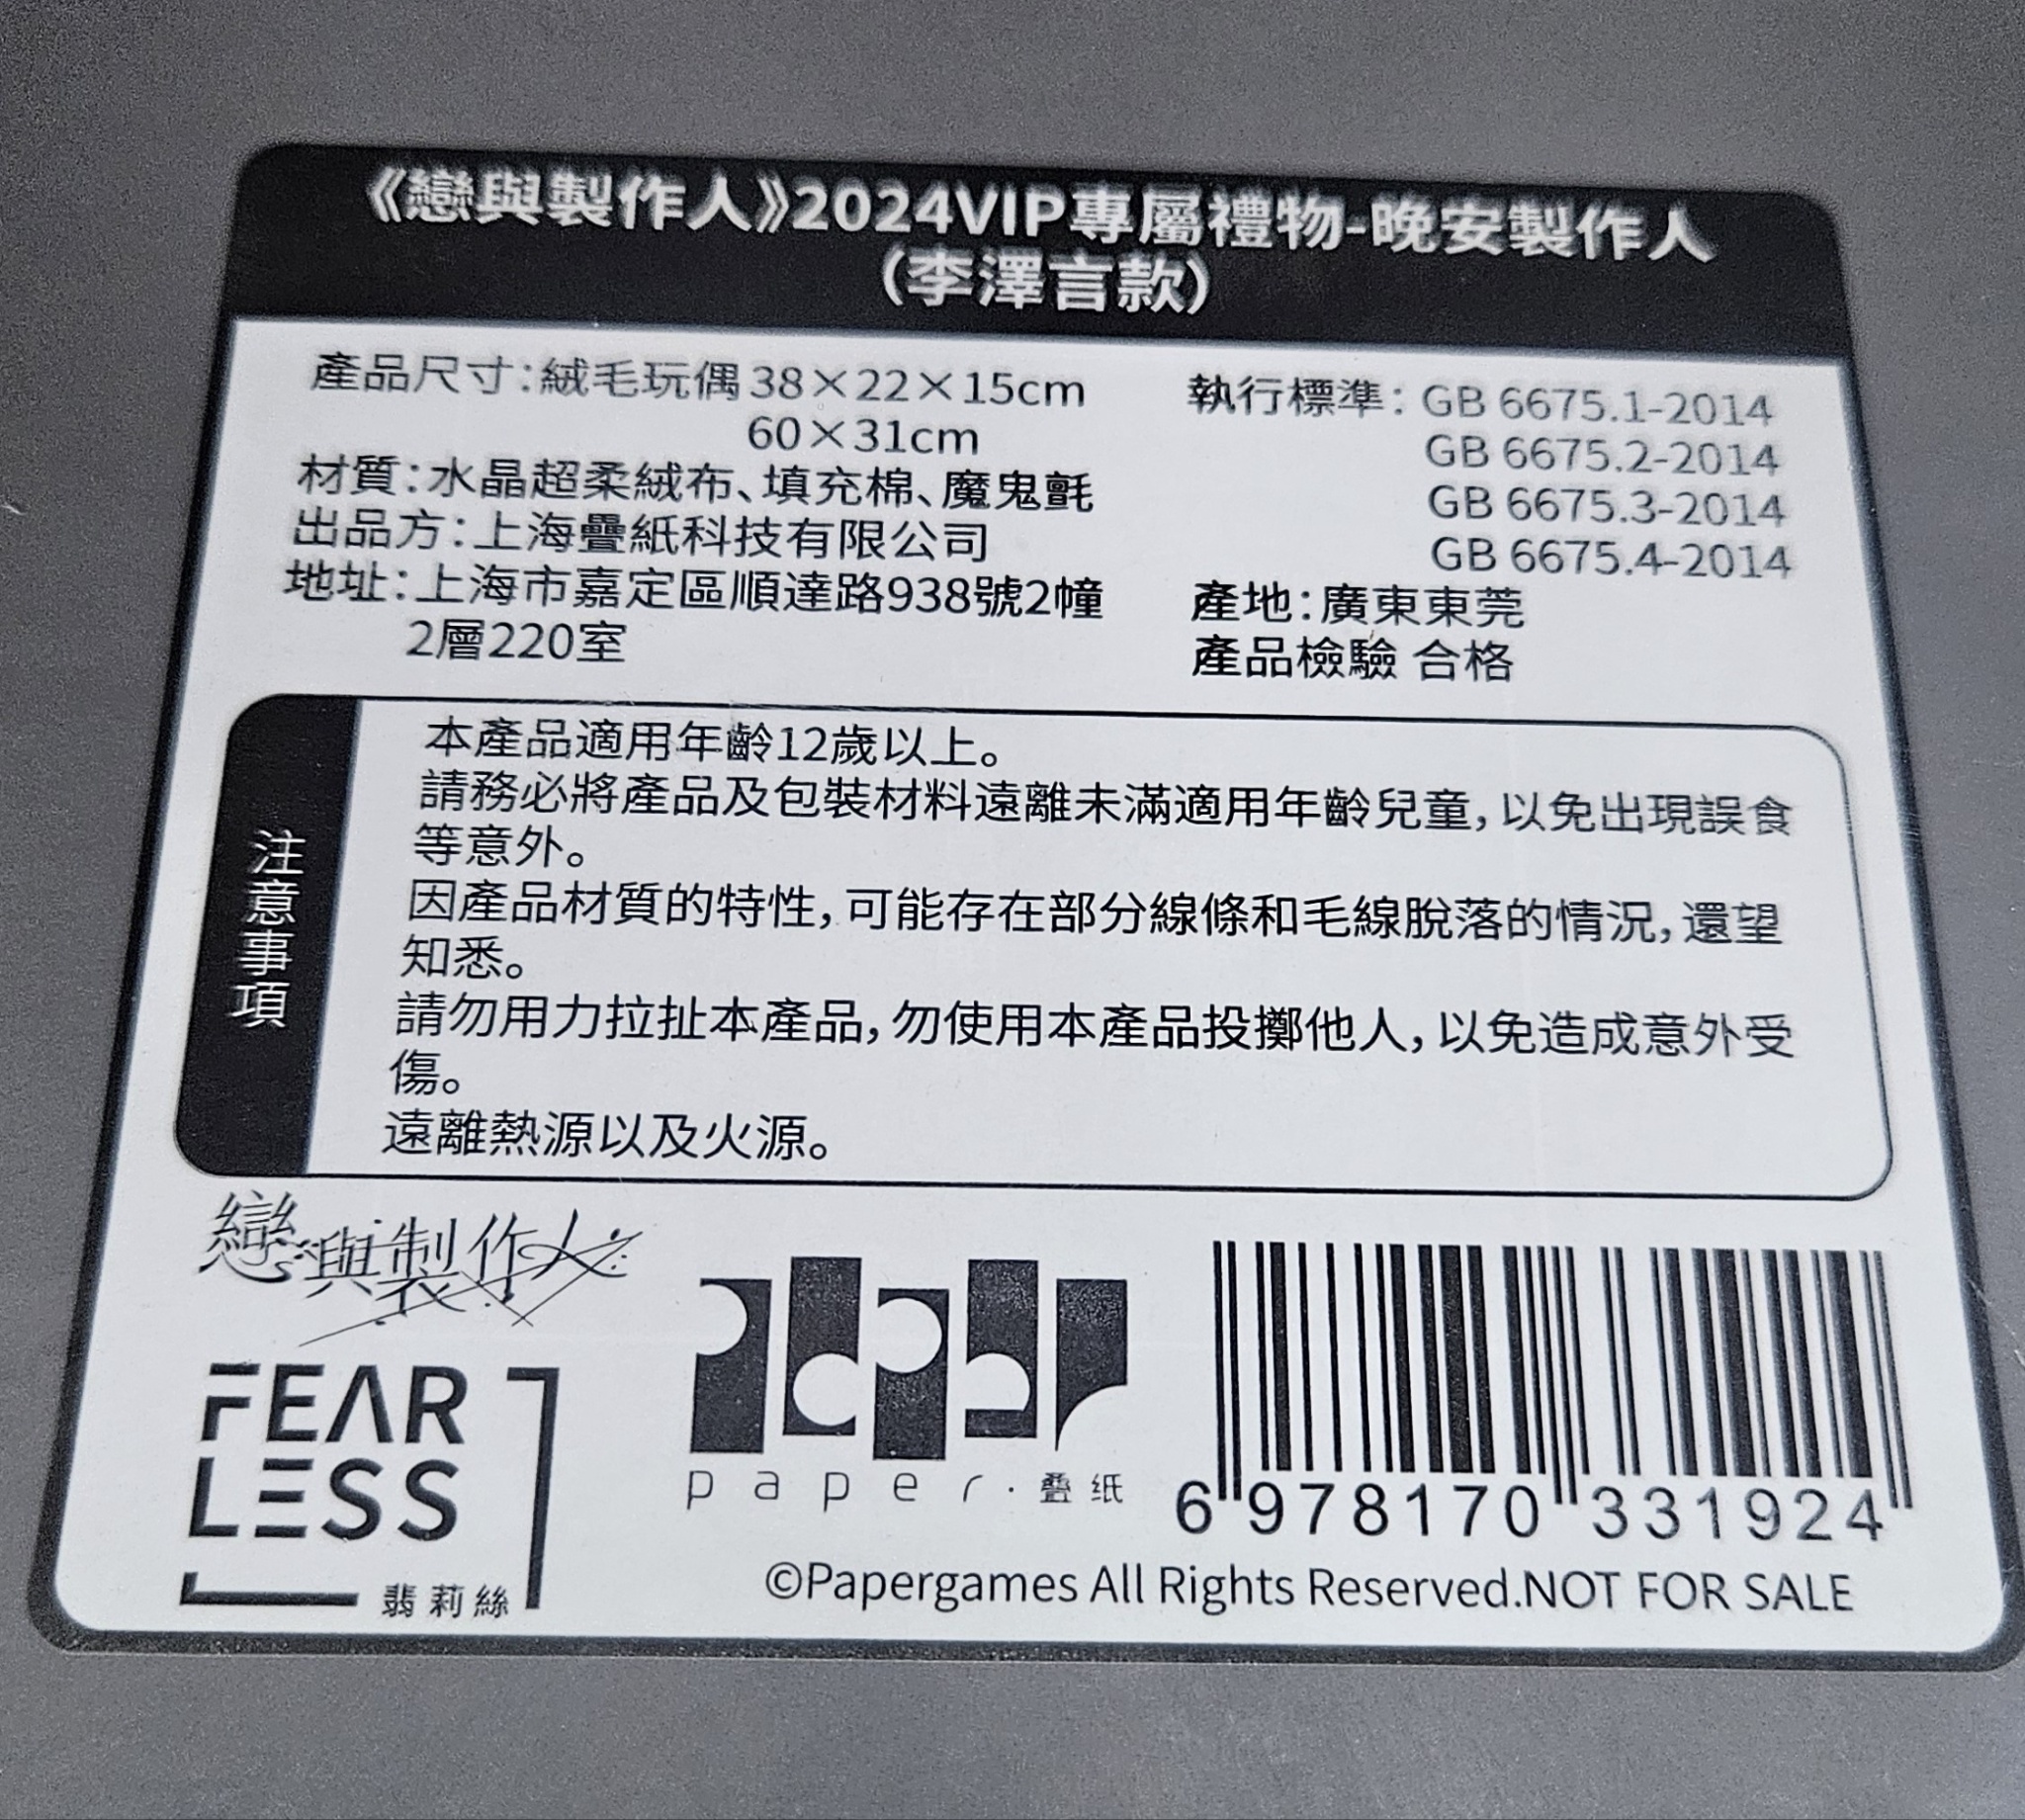 《戀與製作人》2024VIP專屬禮物-晚安製作人
(李澤言款)
產品尺寸:絨毛玩偶38×22×15cm
60×31cm
材質:水晶超柔絨布、填充棉、魔鬼氈
出品方:上海疊紙科技有限公司
地址:上海市嘉定區順達路938號2幢
2層220室
執行標準:GB 6675.1-2014
GB 6675.2-2014
GB 6675.3-2014
GB 6675.4-2014
產地:廣東東莞
產品檢驗 合格
注意事項
本產品適用年齡12歲以上。
請務必將產品及包裝材料遠離未滿適用年齡兒童,以免出現誤食
等意外。
因產品材質的特性,可能存在部分線條和毛線脫落的情況,還望
知悉。
請勿用力拉扯本產品,勿使用本產品投擲他人,以免造成意外受
傷。
遠離熱源以及火源。
戀與製作人
FEAR
LESS
翡莉絲
paper
paper·叠纸
6 978170 331924
©Papergames All Rights Reserved.NOT FOR SALE